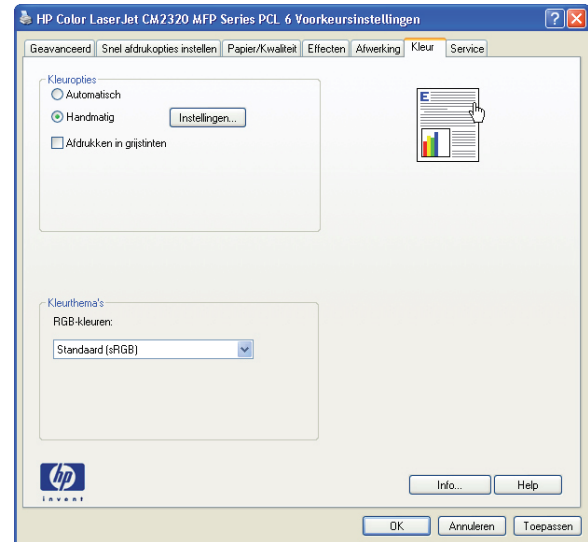 HP Color LaserJet CM2320 MFP Series PCL 6 Voorkeursinstellingen
Geavanceerd Snel afdrukopties instellen Papier/Kwaliteit Effecten Afwerking Kleur Service
Kleuropties
Automatisch
Handmatig Instellingen...
Afdrukken in grijstinten
E
Kleurthema's
RGB-kleuren:
Standaard (sRGB)
hp
invent
Info... Help
OK Annuleren Toepassen